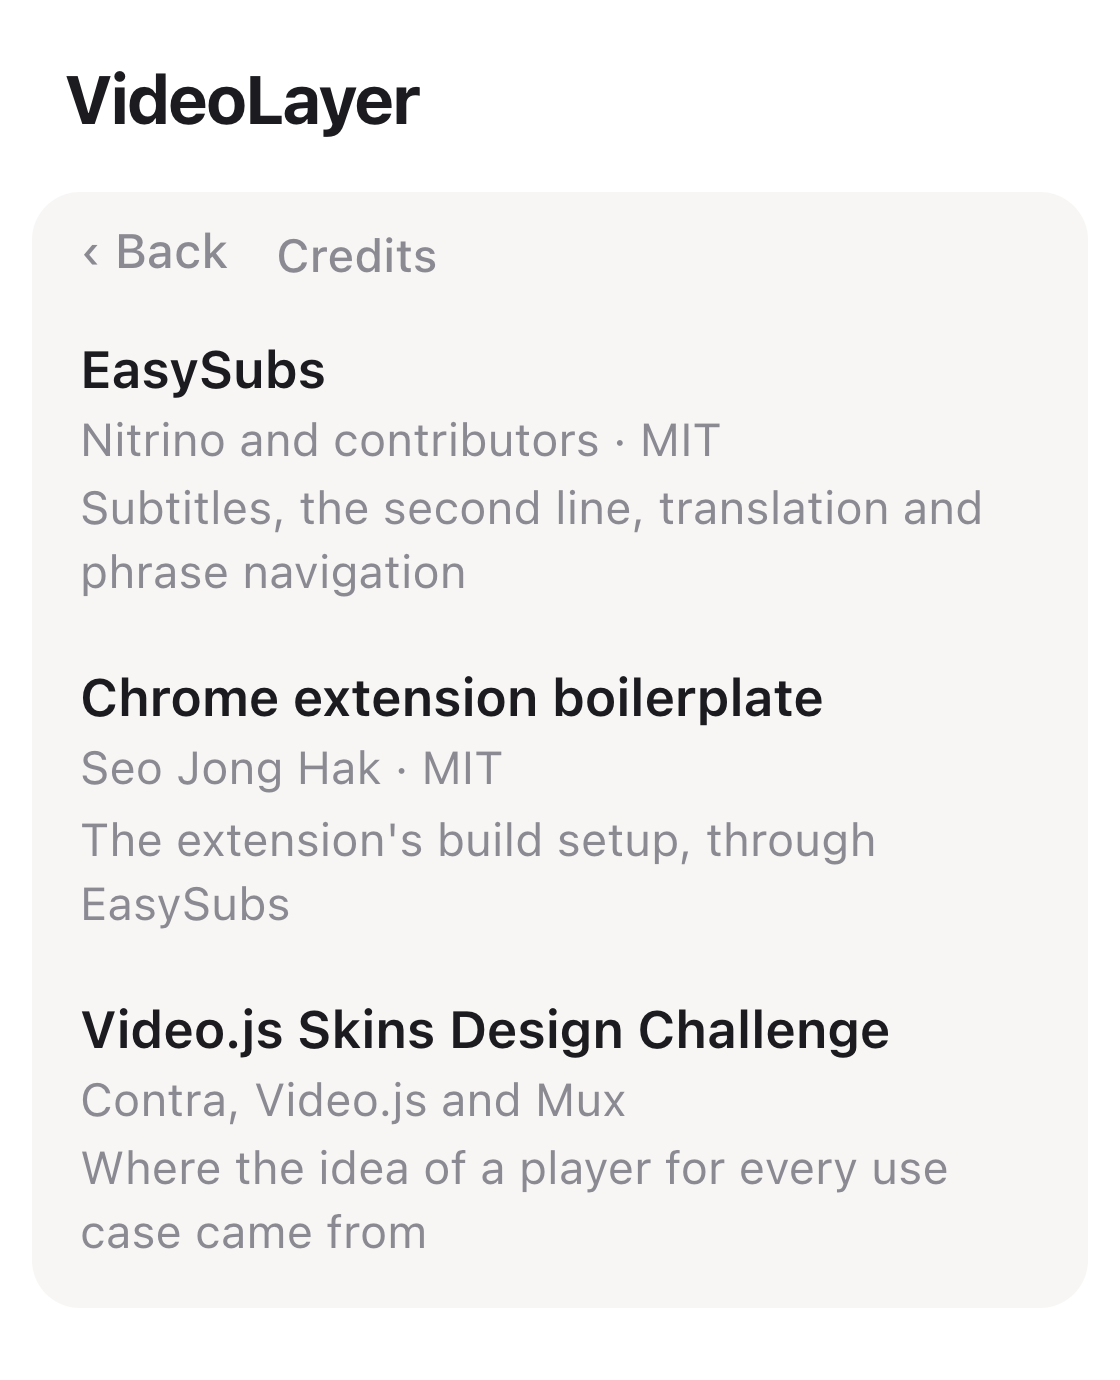 VideoLayer
‹ Back Credits
EasySubs
Nitrino and contributors · MIT
Subtitles, the second line, translation and
phrase navigation
Chrome extension boilerplate
Seo Jong Hak · MIT
The extension's build setup, through
EasySubs
Video.js Skins Design Challenge
Contra, Video.js and Mux
Where the idea of a player for every use
case came from